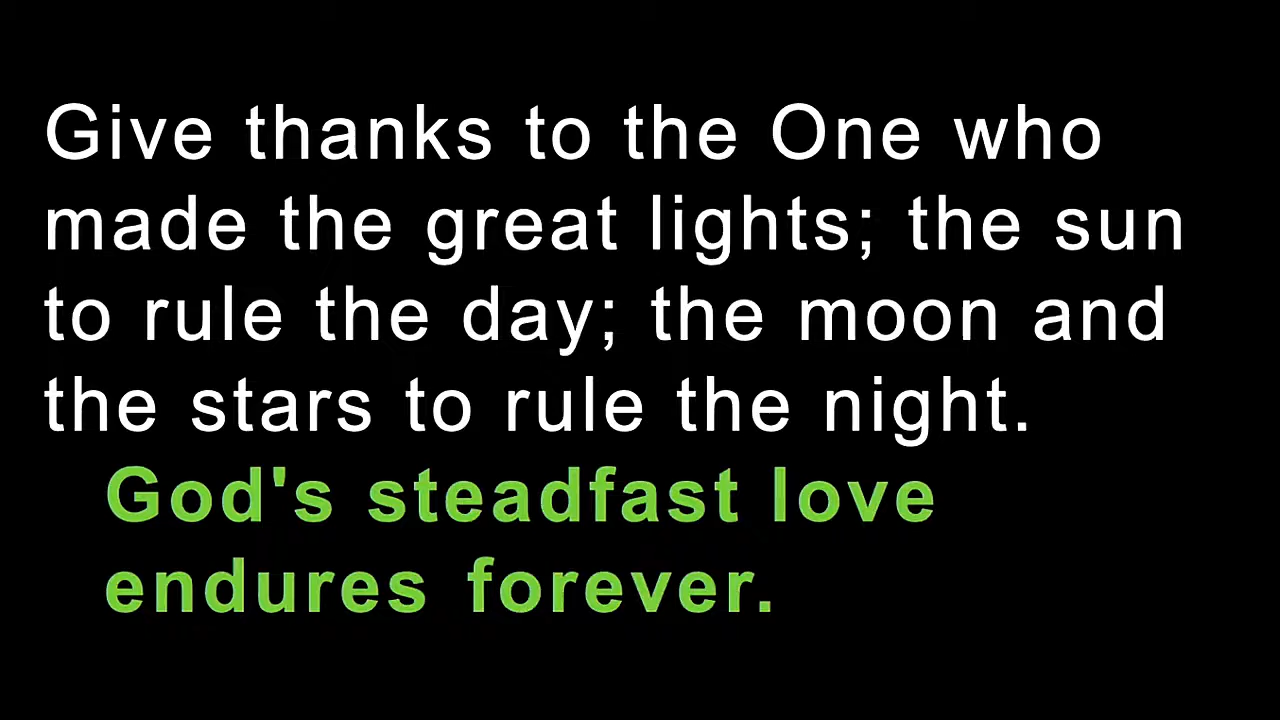 Give thanks to the One who
made the great lights; the sun
to rule the day; the moon and
the stars to rule the night.
God's steadfast love
endures forever.